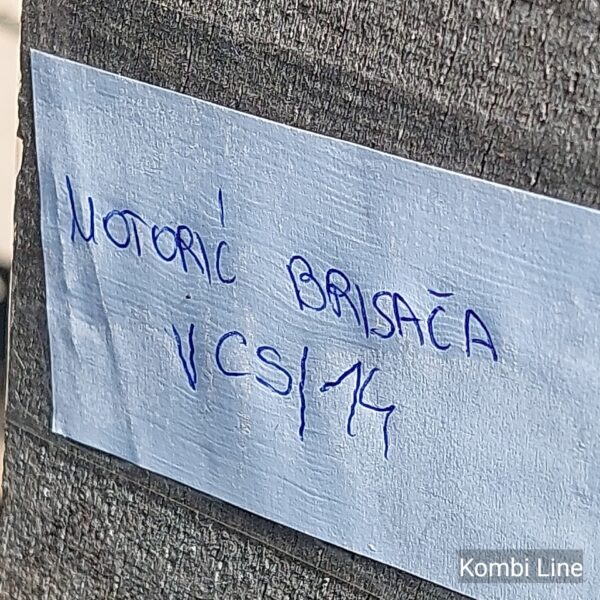 MOTORIĆ BRISAČA
VCS/14
Kombi Line